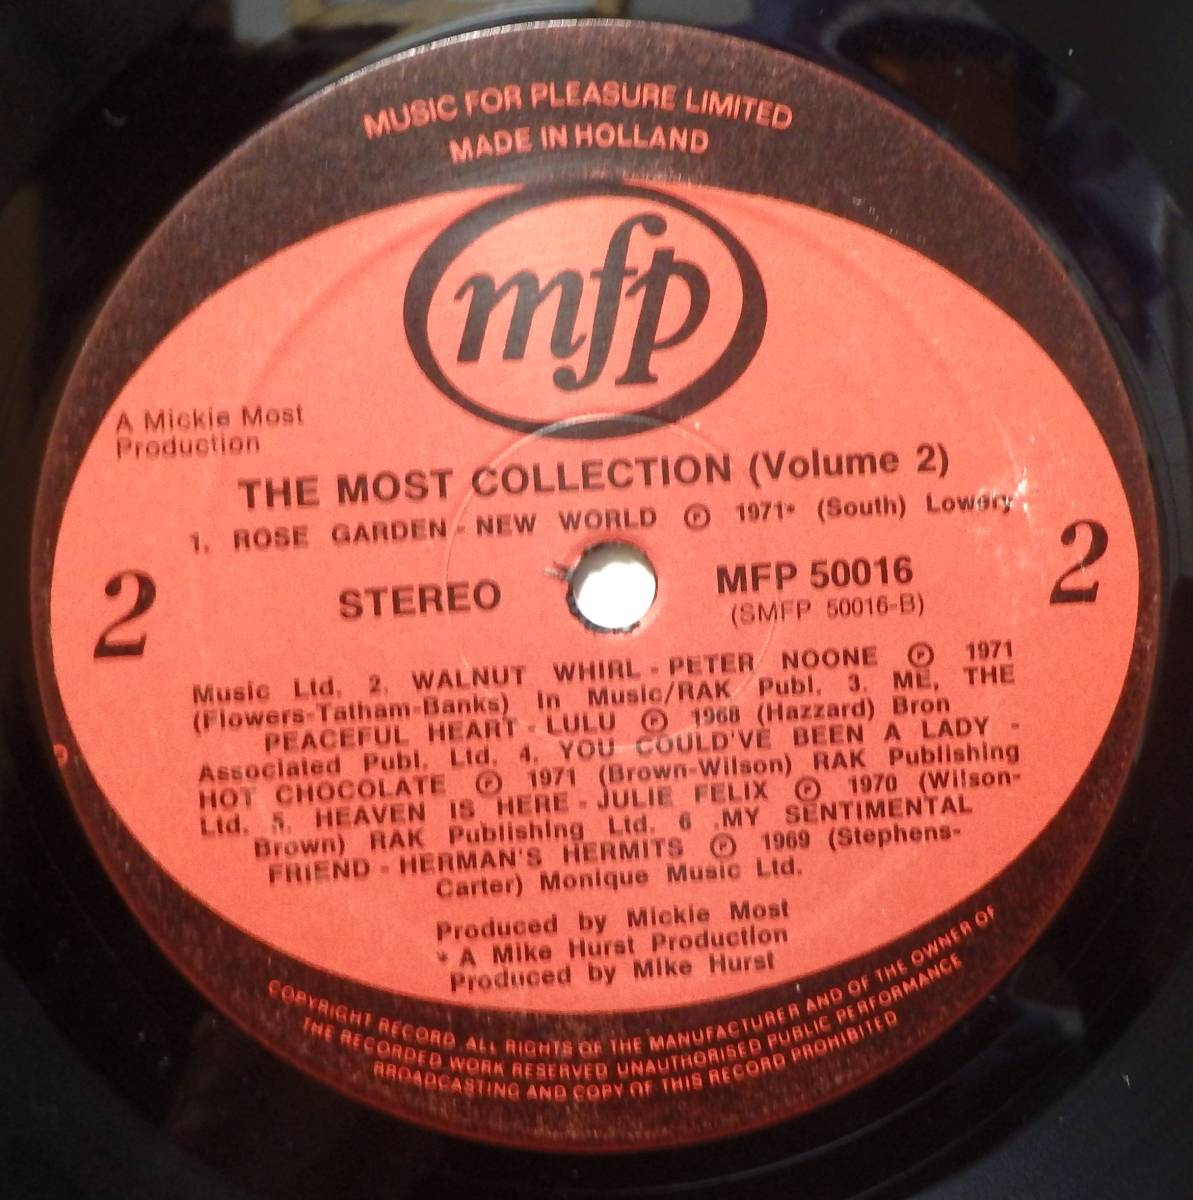 MUSIC FOR PLEASURE LIMITED
MADE IN HOLLAND
mfp
A Mickie Most
Production
THE MOST COLLECTION (Volume 2)
1. ROSE GARDEN - NEW WORLD ℗ 1971* (South) Lowery
2
STEREO
MFP 50016
(SMFP 50016-B)
2
Music Ltd. 2. WALNUT WHIRL - PETER NOONE ℗ 1971
(Flowers-Tatham-Banks) In Music/RAK Publ. 3. ME, THE
PEACEFUL HEART - LULU ℗ 1968 (Hazzard) Bron
Associated Publ. Ltd. 4. YOU COULD'VE BEEN A LADY -
HOT CHOCOLATE ℗ 1971 (Brown-Wilson) RAK Publishing
Ltd. 5. HEAVEN IS HERE - JULIE FELIX ℗ 1970 (Wilson-
Brown) RAK Publishing Ltd. 6 .MY SENTIMENTAL
FRIEND - HERMAN'S HERMITS ℗ 1969 (Stephens-
Carter) Monique Music Ltd.
Produced by Mickie Most
* A Mike Hurst Production
Produced by Mike Hurst
COPYRIGHT RECORD. ALL RIGHTS OF THE MANUFACTURER AND OF THE OWNER OF
THE RECORDED WORK RESERVED UNAUTHORISED PUBLIC PERFORMANCE
BROADCASTING AND COPY OF THIS RECORD PROHIBITED